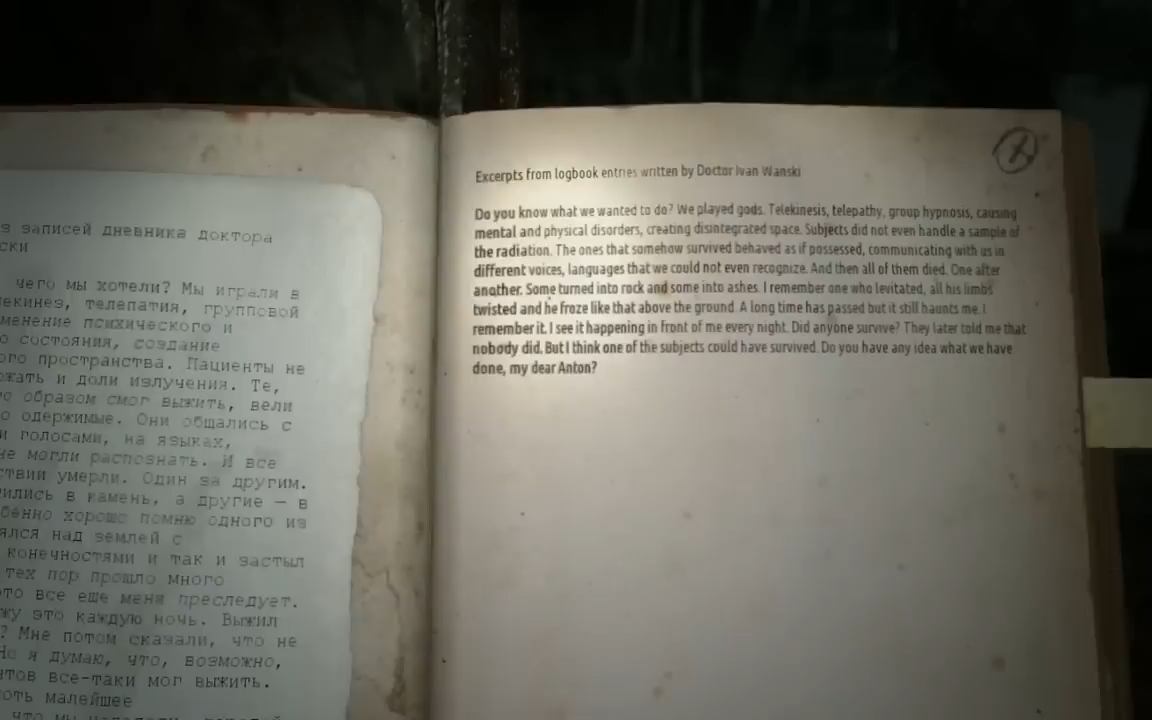 з записей дневника доктора
ски
чего мы хотели? Мы играли в
лекинез, телепатия, групповой
менение психического и
о состояния, создание
ого пространства. Пациенты не
ржать и доли излучения. Те,
о образом смог выжить, вели
о одержимые. Они общались с
и голосами, на языках,
не могли распознать. И все
ствии умерли. Один за другим.
тились в камень, а другие — в
бенно хорошо помню одного из
ялся над землей с
конечностями и так и застыл
тех пор прошло много
это все еще меня преследует.
жу это каждую ночь. Выжил
? Мне потом сказали, что не
Но я думаю, что, возможно,
нтов все-таки мог выжить.
еть малейшее
что мы
Excerpts from logbook entries written by Doctor Ivan Wanski
Do you know what we wanted to do? We played gods. Telekinesis, telepathy, group hypnosis, causing
mental and physical disorders, creating disintegrated space. Subjects did not even handle a sample of
the radiation. The ones that somehow survived behaved as if possessed, communicating with us in
different voices, languages that we could not even recognize. And then all of them died. One after
another. Some turned into rock and some into ashes. I remember one who levitated, all his limbs
twisted and he froze like that above the ground. A long time has passed but it still haunts me. I
remember it. I see it happening in front of me every night. Did anyone survive? They later told me that
nobody did. But I think one of the subjects could have survived. Do you have any idea what we have
done, my dear Anton?